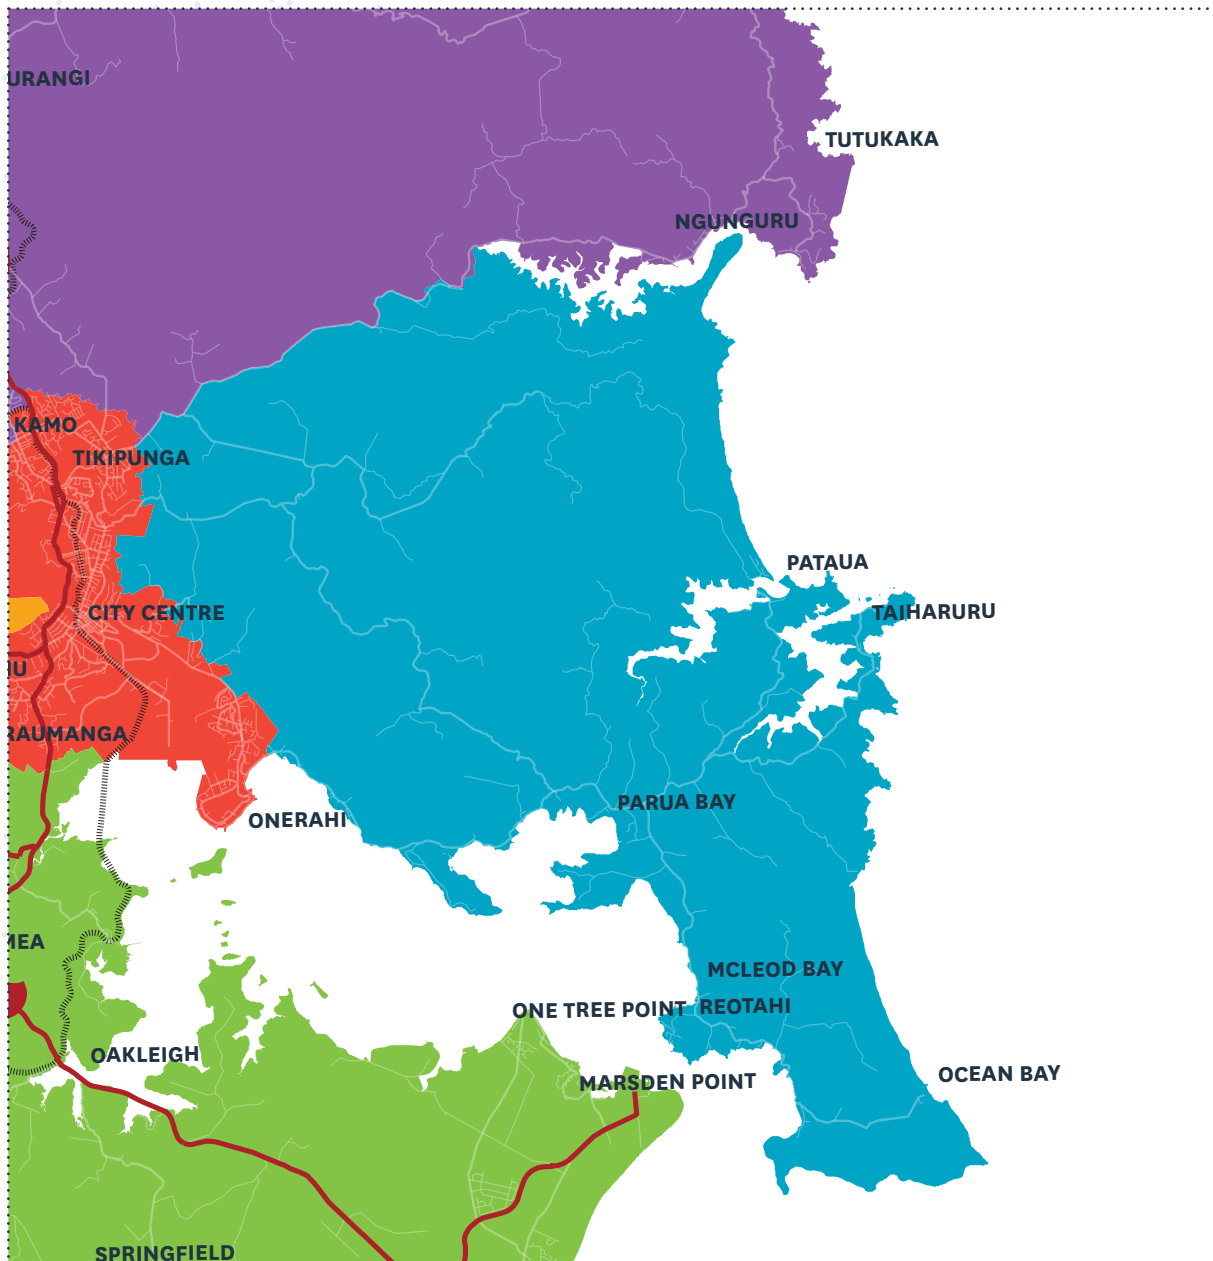 URANGI
TUTUKAKA
NGUNGURU
KAMO
TIKIPUNGA
PATAUA
CITY CENTRE
TAIHARURU
RAUMANGA
PARUA BAY
ONERAHI
MEA
MCLEOD BAY
ONE TREE POINT
REOTAHI
OAKLEIGH
OCEAN BAY
MARSDEN POINT
SPRINGFIELD